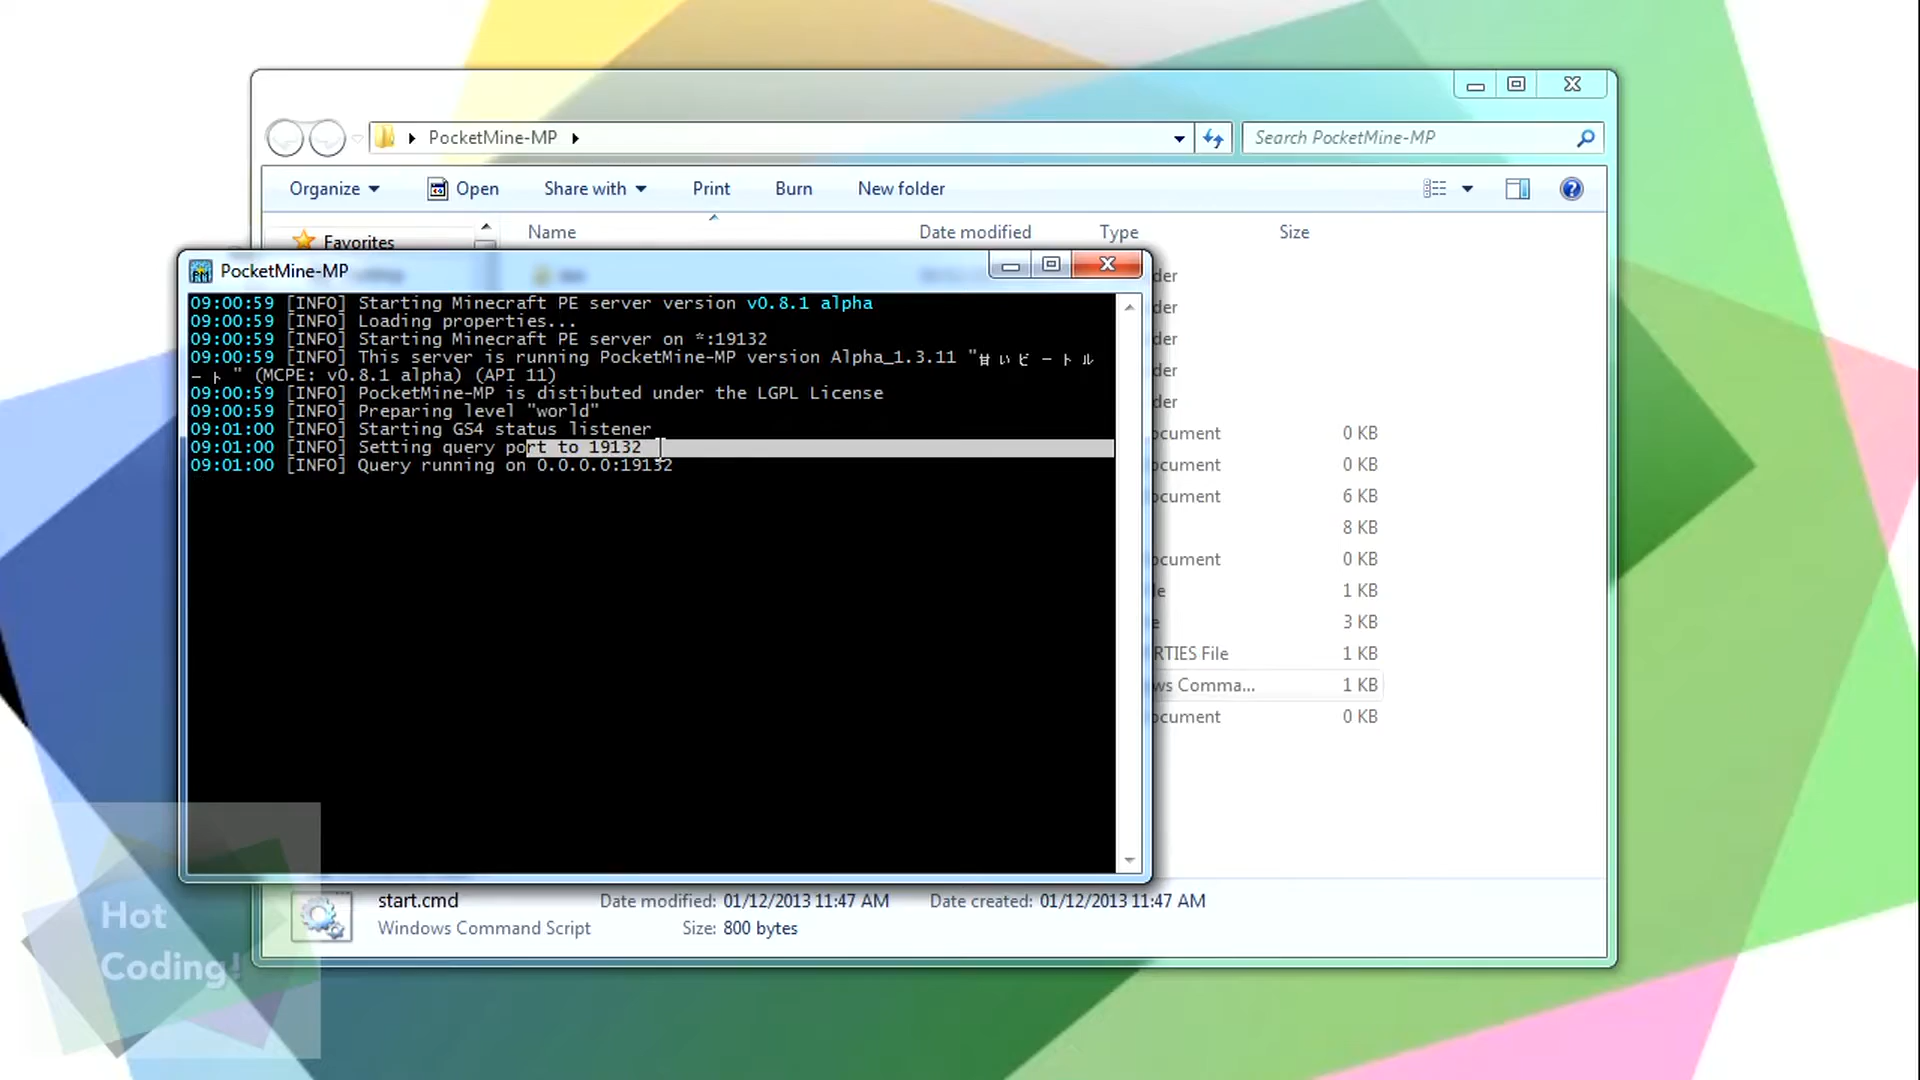 PocketMine-MP
Search PocketMine-MP
Organize
Open
Share with
Print
Burn
New folder
Favorites
Name
Date modified
Type
Size
PocketMine-MP
09:00:59 [INFO] Starting Minecraft PE server version v0.8.1 alpha
09:00:59 [INFO] Loading properties...
09:00:59 [INFO] Starting Minecraft PE server on *:19132
09:00:59 [INFO] This server is running PocketMine-MP version Alpha_1.3.11 "甘いビートル
ート" (MCPE: v0.8.1 alpha) (API 11)
09:00:59 [INFO] PocketMine-MP is distibuted under the LGPL License
09:00:59 [INFO] Preparing level "world"
09:01:00 [INFO] Starting GS4 status listener
09:01:00 [INFO] Setting query port to 19132
09:01:00 [INFO] Query running on 0.0.0.0:19132
der
der
der
der
der
ocument 0 KB
ocument 0 KB
ocument 6 KB
8 KB
ocument 0 KB
le 1 KB
e 3 KB
RTIES File 1 KB
ws Comma... 1 KB
ocument 0 KB
start.cmd
Date modified: 01/12/2013 11:47 AM
Date created: 01/12/2013 11:47 AM
Windows Command Script
Size: 800 bytes
Hot
Coding!